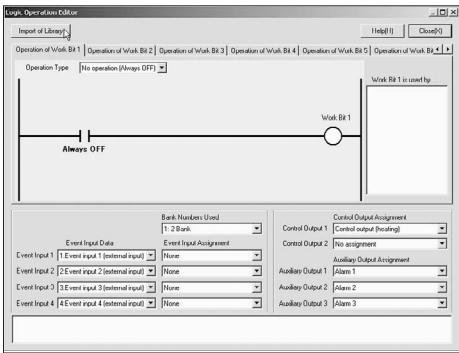 Logic Operation Editor
Import of Library
Help(H)
Close(X)
Operation of Work Bit 1
Operation of Work Bit 2
Operation of Work Bit 3
Operation of Work Bit 4
Operation of Work Bit 5
Operation of Work Bit
Operation Type
No operation (Always OFF)
Work Bit 1 is used by
Work Bit 1
Always OFF
Bank Numbers Used
1: 2 Bank
Event Input Data
Event Input Assignment
Event Input 1
1:Event input 1 (external input)
None
Event Input 2
2:Event input 2 (external input)
None
Event Input 3
3:Event input 3 (external input)
None
Event Input 4
4:Event input 4 (external input)
None
Control Output Assignment
Control Output 1
Control output (heating)
Control Output 2
No assignment
Auxiliary Output Assignment
Auxiliary Output 1
Alarm 1
Auxiliary Output 2
Alarm 2
Auxiliary Output 3
Alarm 3